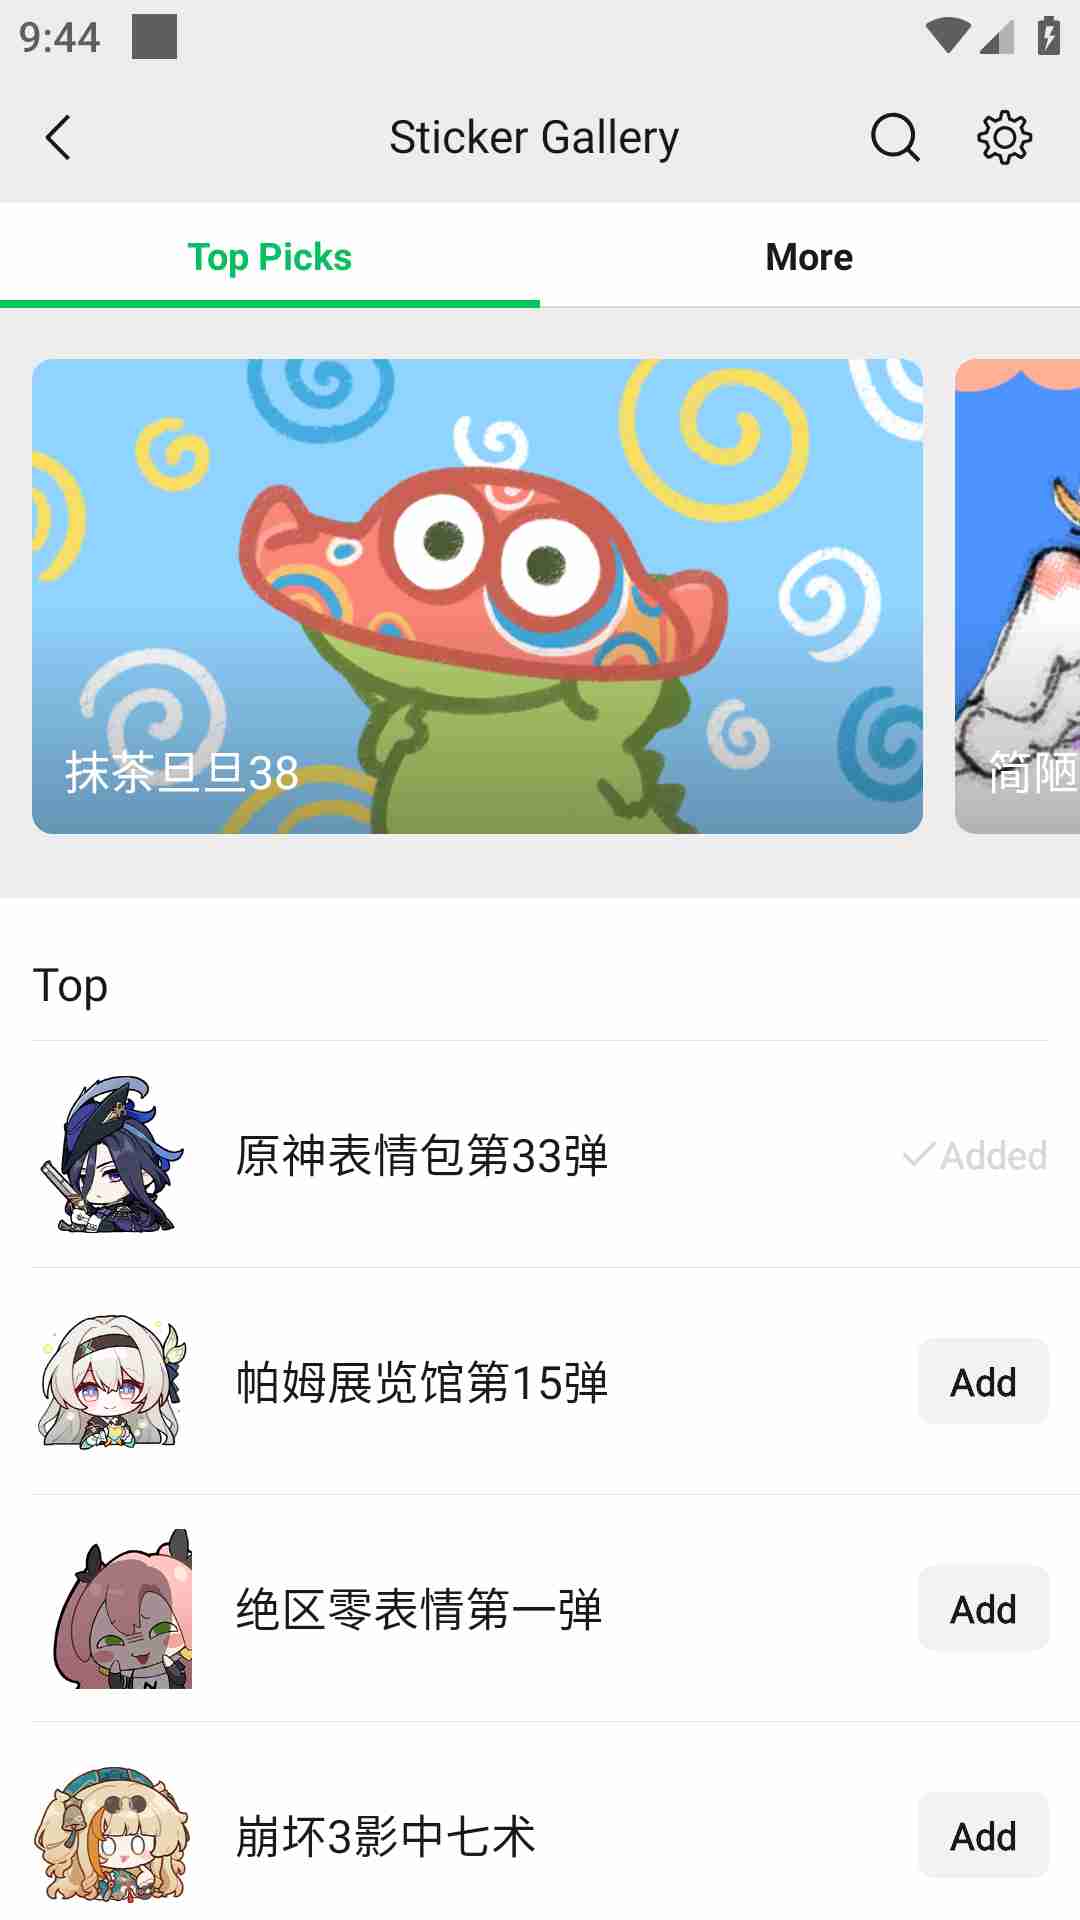 9:44
Sticker Gallery
Top Picks
More
抹茶旦旦38
简陋
Top
原神表情包第33弹
Added
帕姆展览馆第15弹
Add
绝区零表情第一弹
Add
崩坏3影中七术
Add